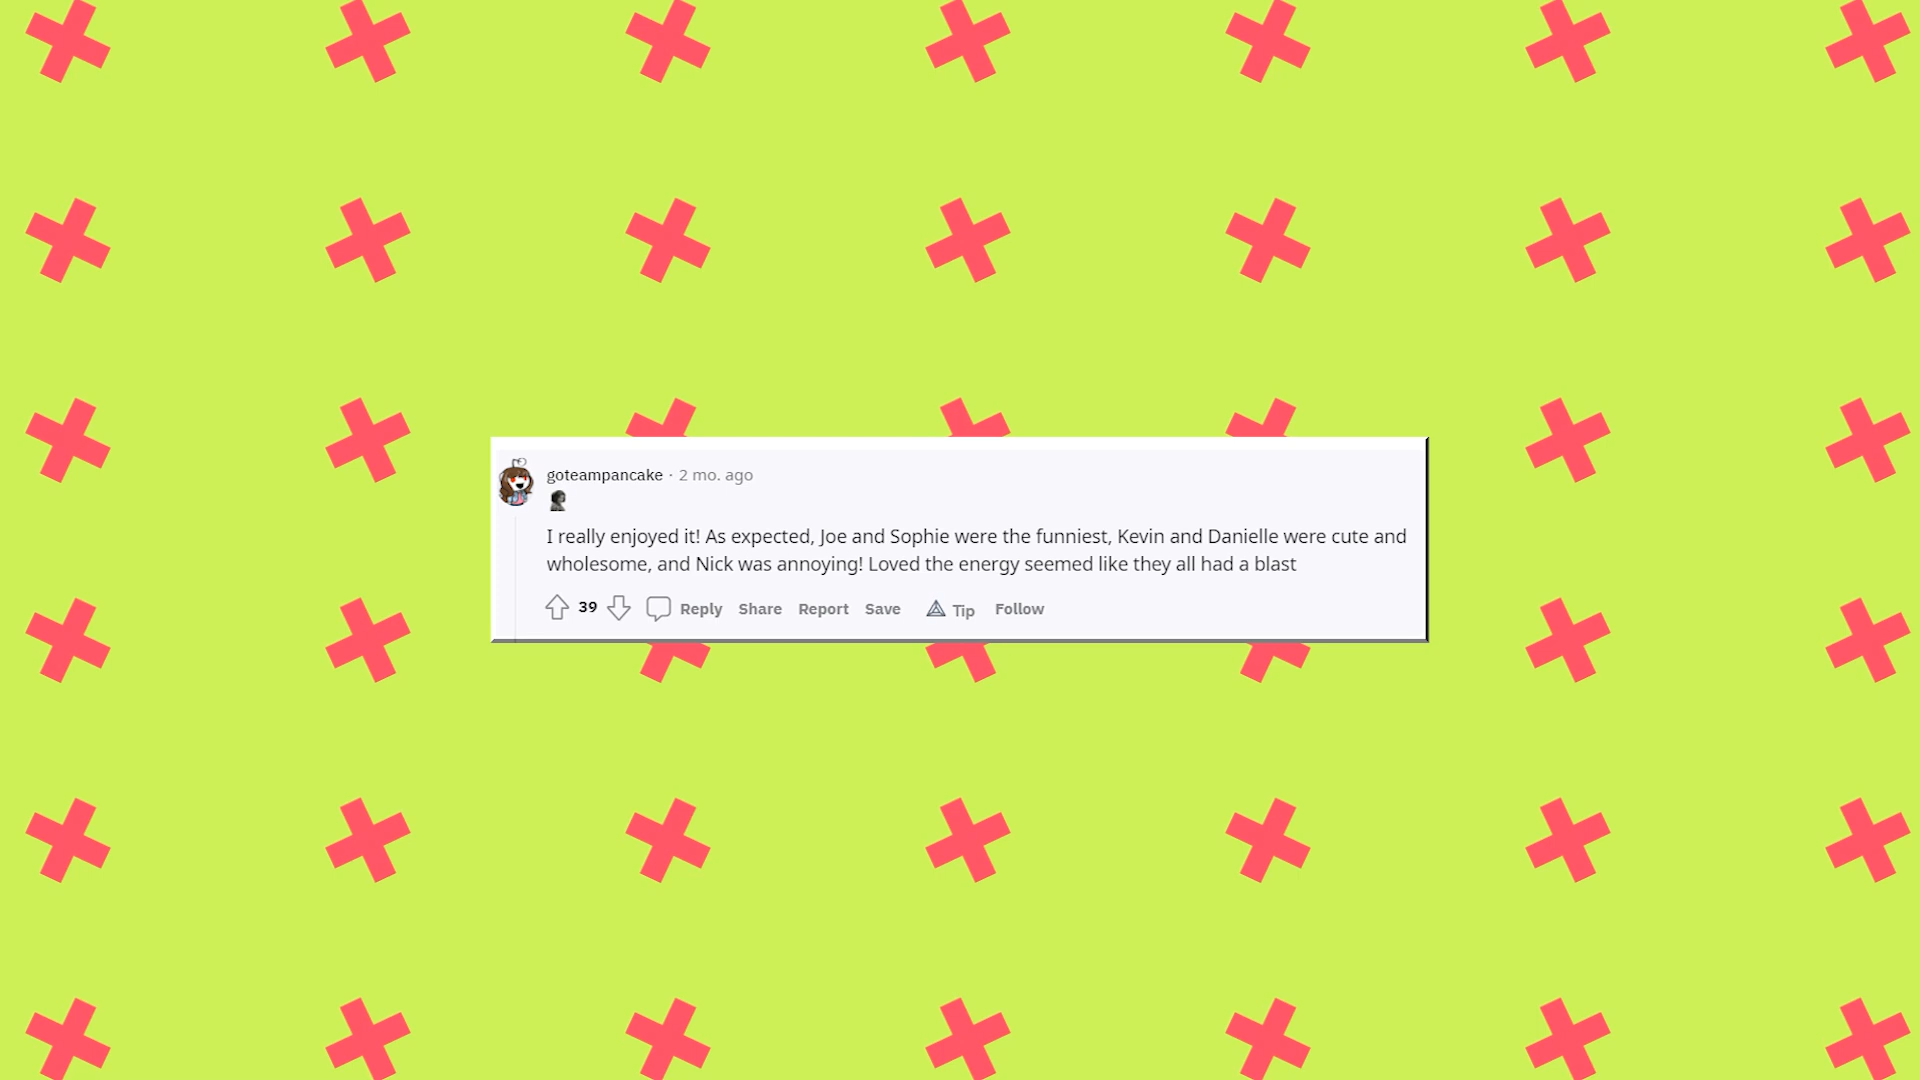 goteampancake · 2 mo. ago
I really enjoyed it! As expected, Joe and Sophie were the funniest, Kevin and Danielle were cute and
wholesome, and Nick was annoying! Loved the energy seemed like they all had a blast
39 Reply Share Report Save Tip Follow